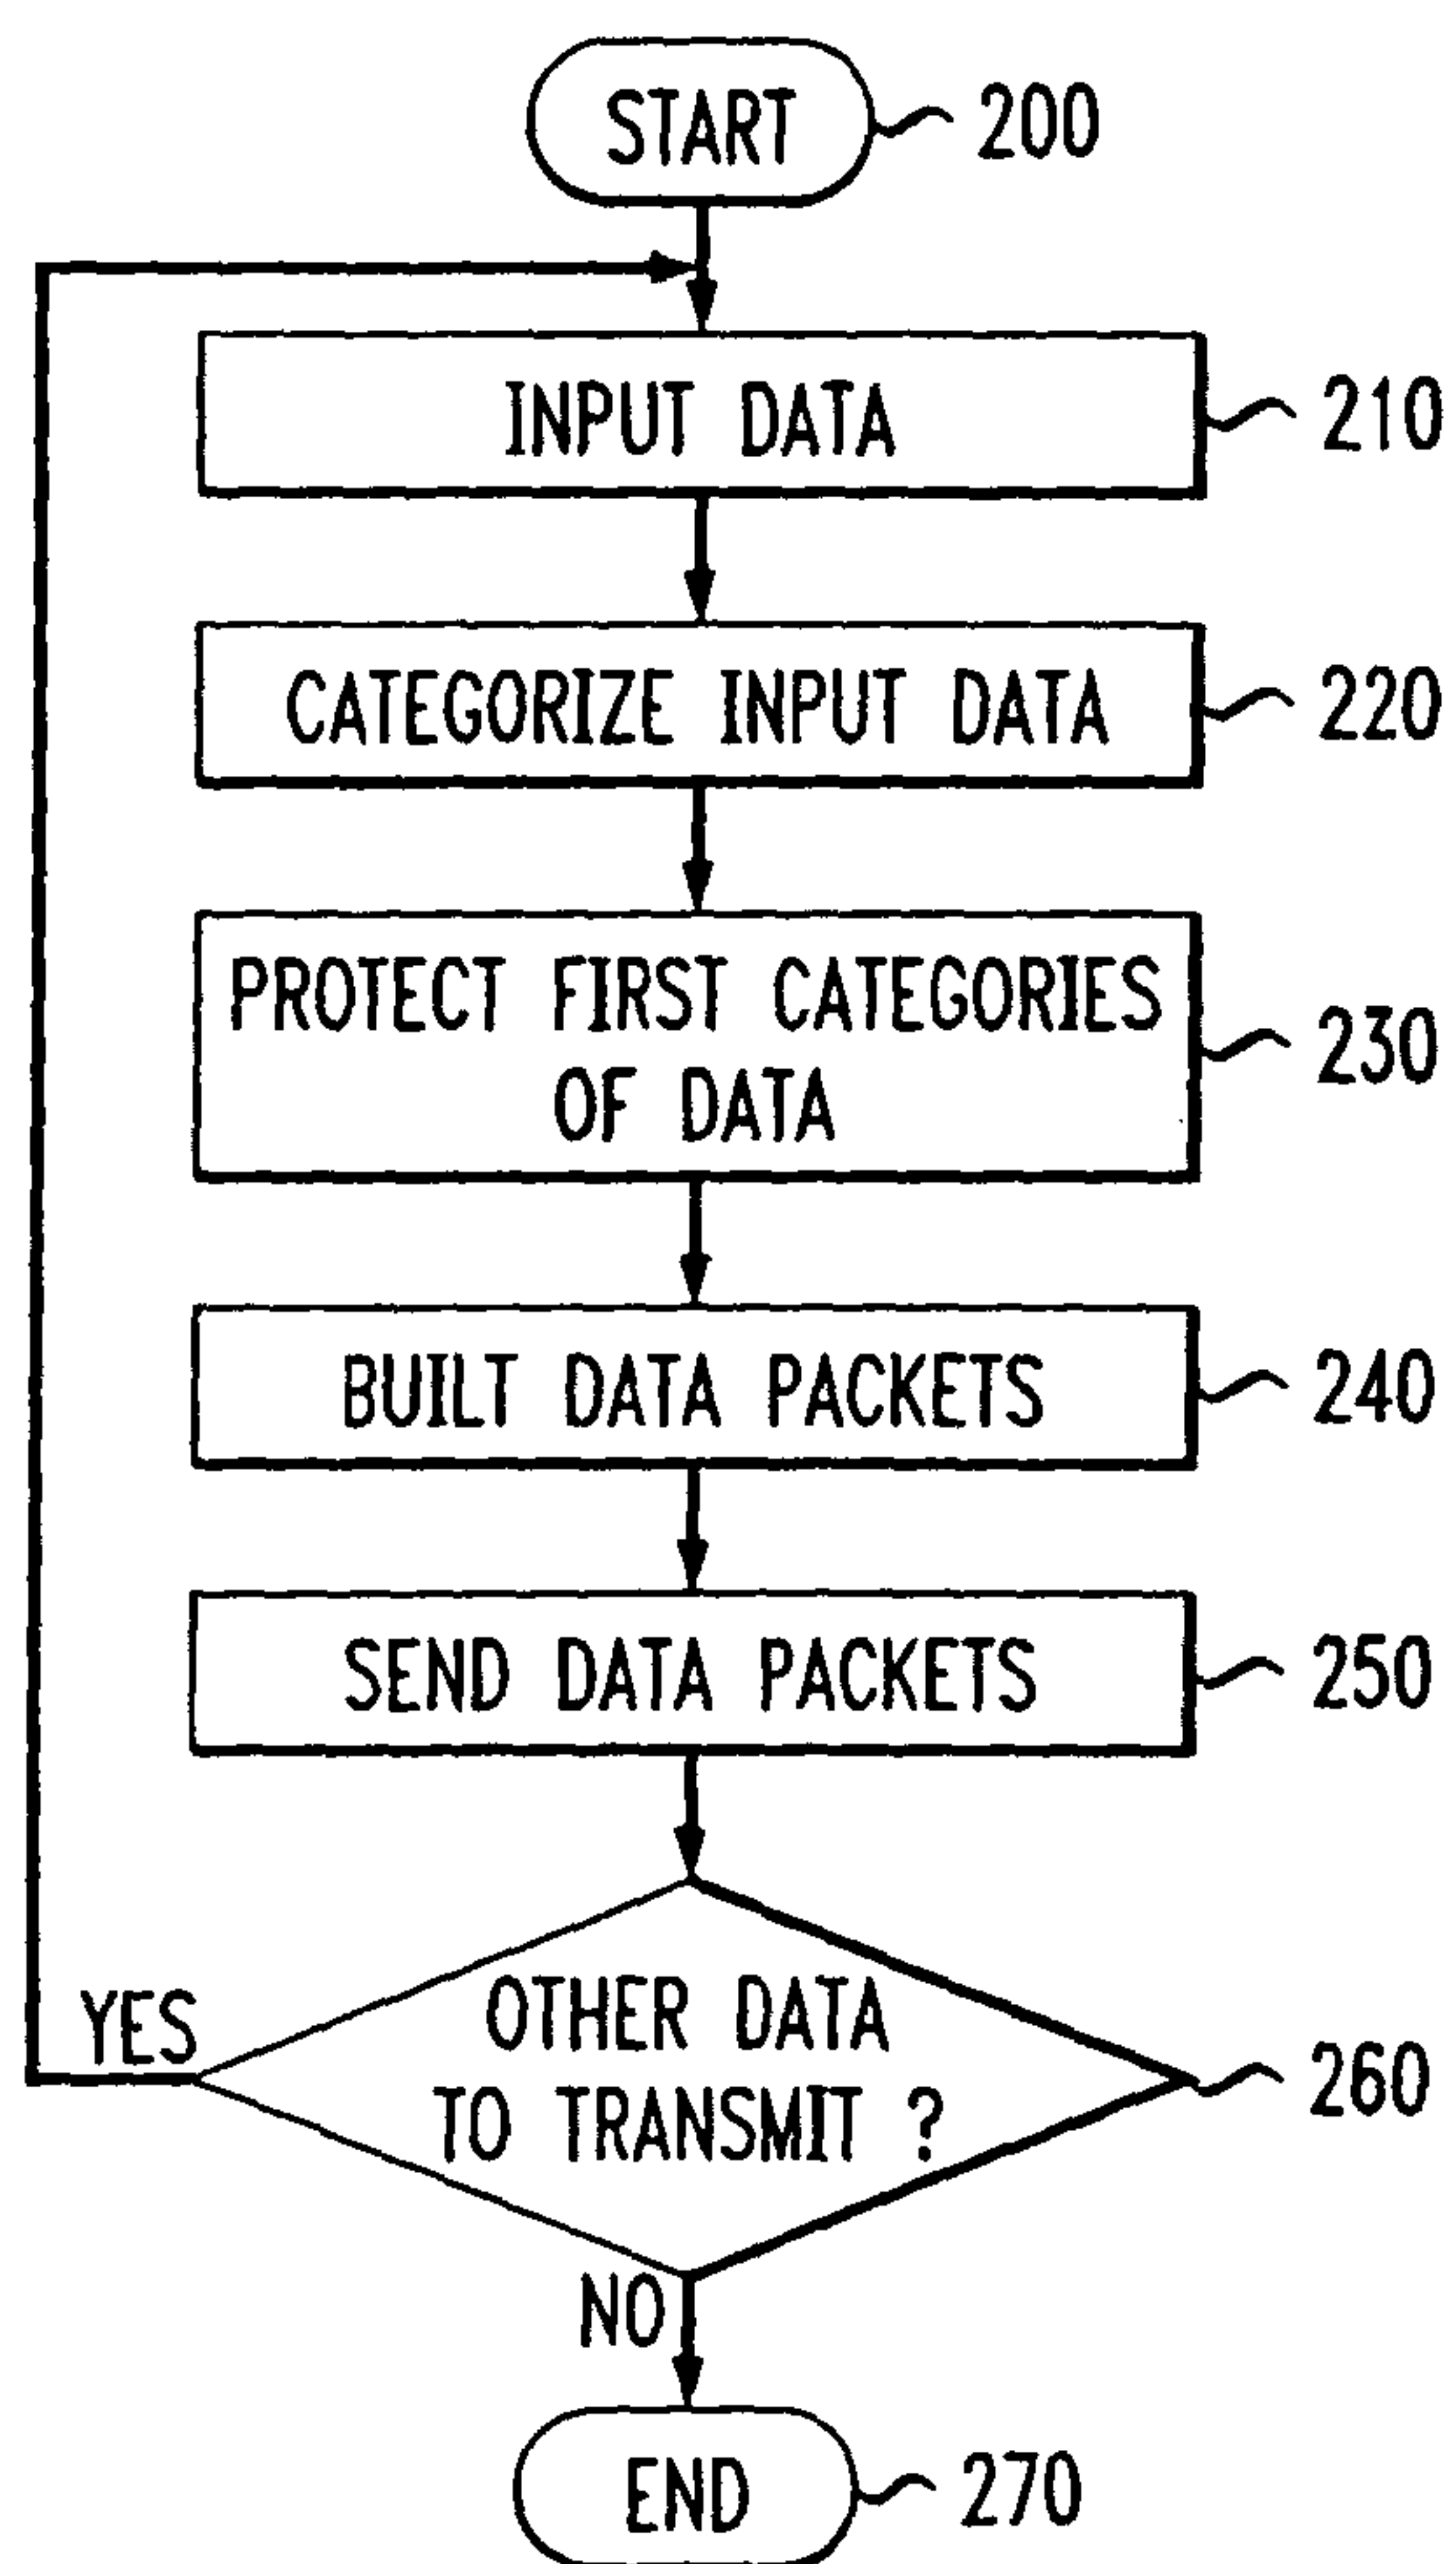 START
200
INPUT DATA
210
CATEGORIZE INPUT DATA
220
PROTECT FIRST CATEGORIES
OF DATA
230
BUILT DATA PACKETS
240
SEND DATA PACKETS
250
YES
OTHER DATA
TO TRANSMIT ?
260
NO
END
270